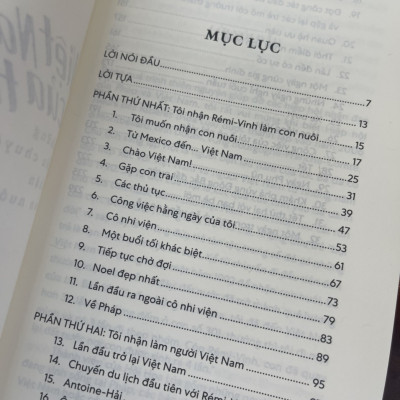 MỤC LỤC
LỜI NÓI ĐẦU 7
LỜI TỰA 13
PHẦN THỨ NHẤT: Tôi nhận Rémi-Vinh làm con nuôi 15
1. Tôi muốn nhận con nuôi 17
2. Từ Mexico đến... Việt Nam 25
3. Chào Việt Nam! 31
4. Gặp con trai 39
5. Các thủ tục 47
6. Công việc hằng ngày của tôi 53
7. Cô nhi viện 61
8. Một buổi tối khác biệt 67
9. Tiếp tục chờ đợi 73
10. Noel đẹp nhất 79
11. Lần đầu ra ngoài cô nhi viện 83
12. Về Pháp 89
PHẦN THỨ HAI: Tôi nhận làm người Việt Nam 95
13. Lần đầu trở lại Việt Nam
14. Chuyến du lịch đầu tiên với Rémi
15. Antoine-Hải
16.